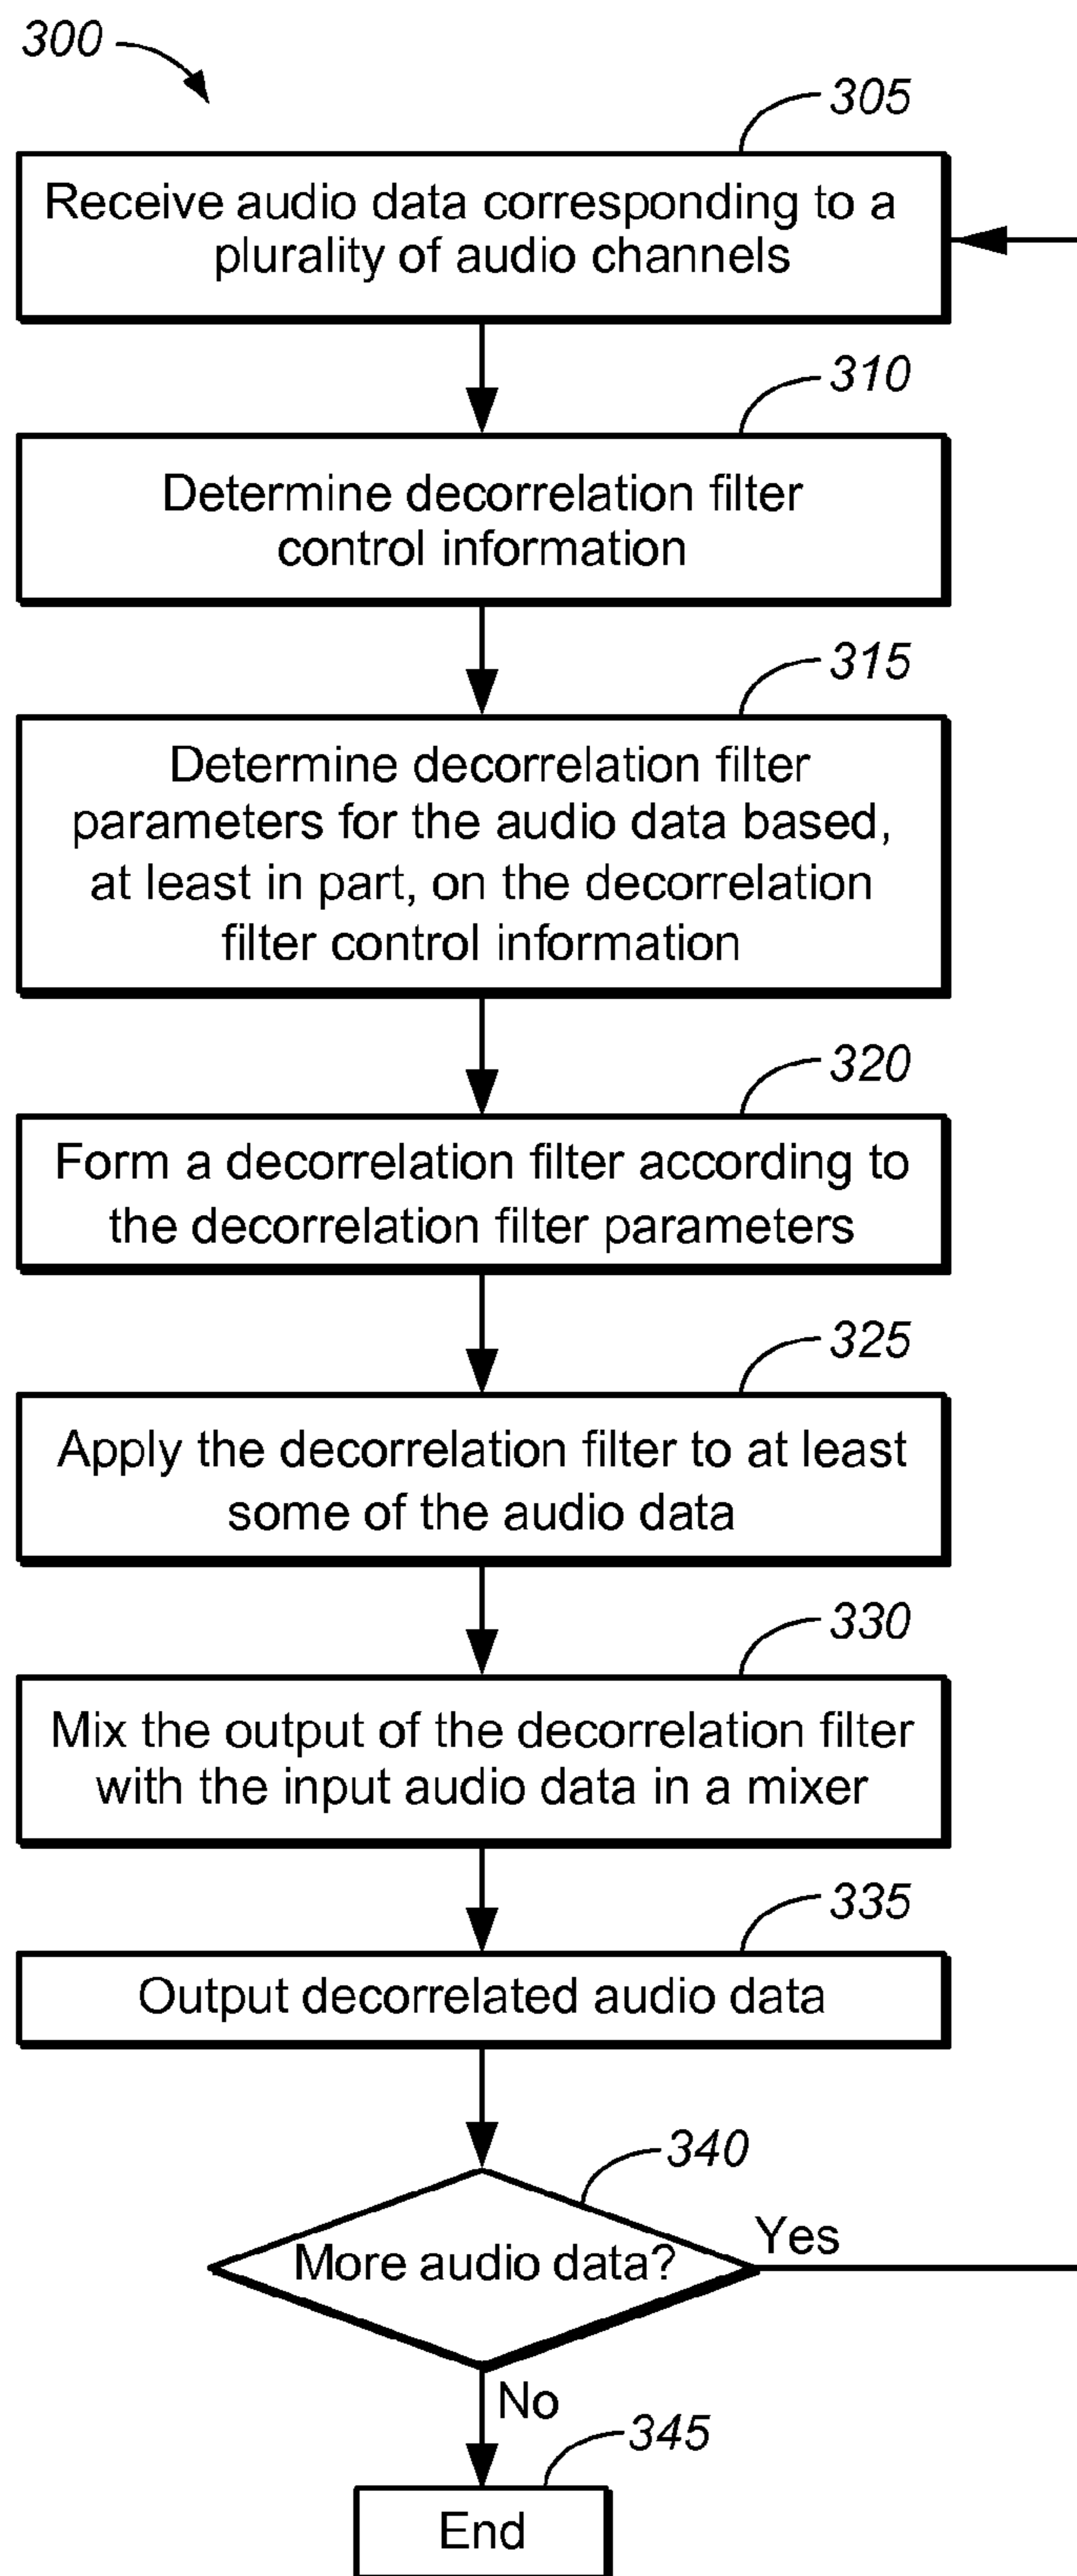 300
305
Receive audio data corresponding to a
plurality of audio channels
310
Determine decorrelation filter
control information
315
Determine decorrelation filter
parameters for the audio data based,
at least in part, on the decorrelation
filter control information
320
Form a decorrelation filter according to
the decorrelation filter parameters
325
Apply the decorrelation filter to at least
some of the audio data
330
Mix the output of the decorrelation filter
with the input audio data in a mixer
335
Output decorrelated audio data
340
More audio data?
Yes
No
345
End